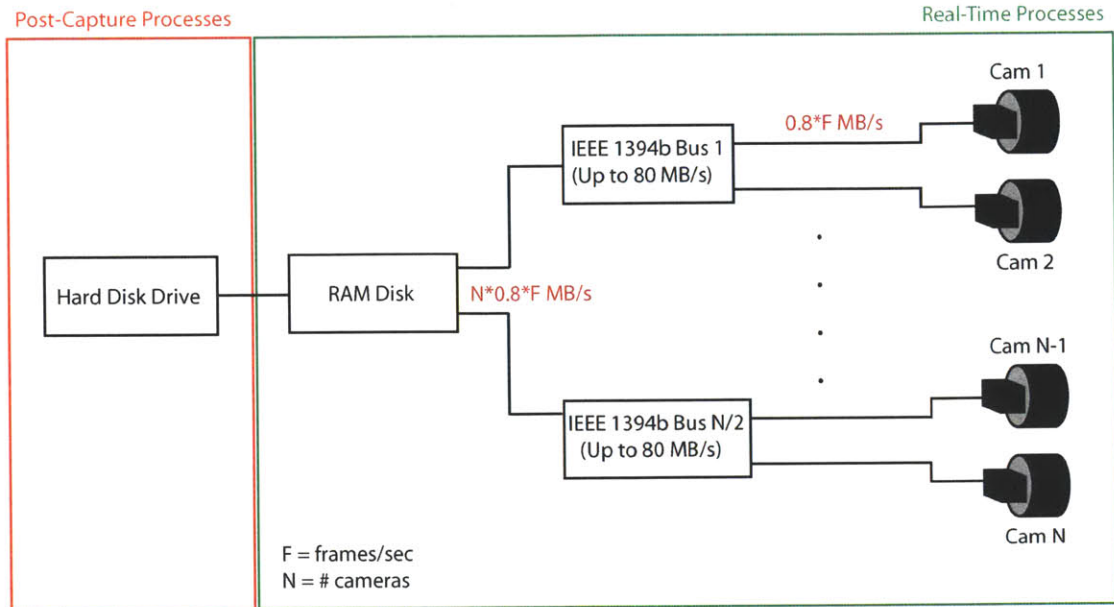 Post-Capture Processes
Real-Time Processes
Cam 1
0.8*F MB/s
IEEE 1394b Bus 1
(Up to 80 MB/s)
Cam 2
Hard Disk Drive
RAM Disk
N*0.8*F MB/s
Cam N-1
IEEE 1394b Bus N/2
(Up to 80 MB/s)
Cam N
F = frames/sec
N = # cameras